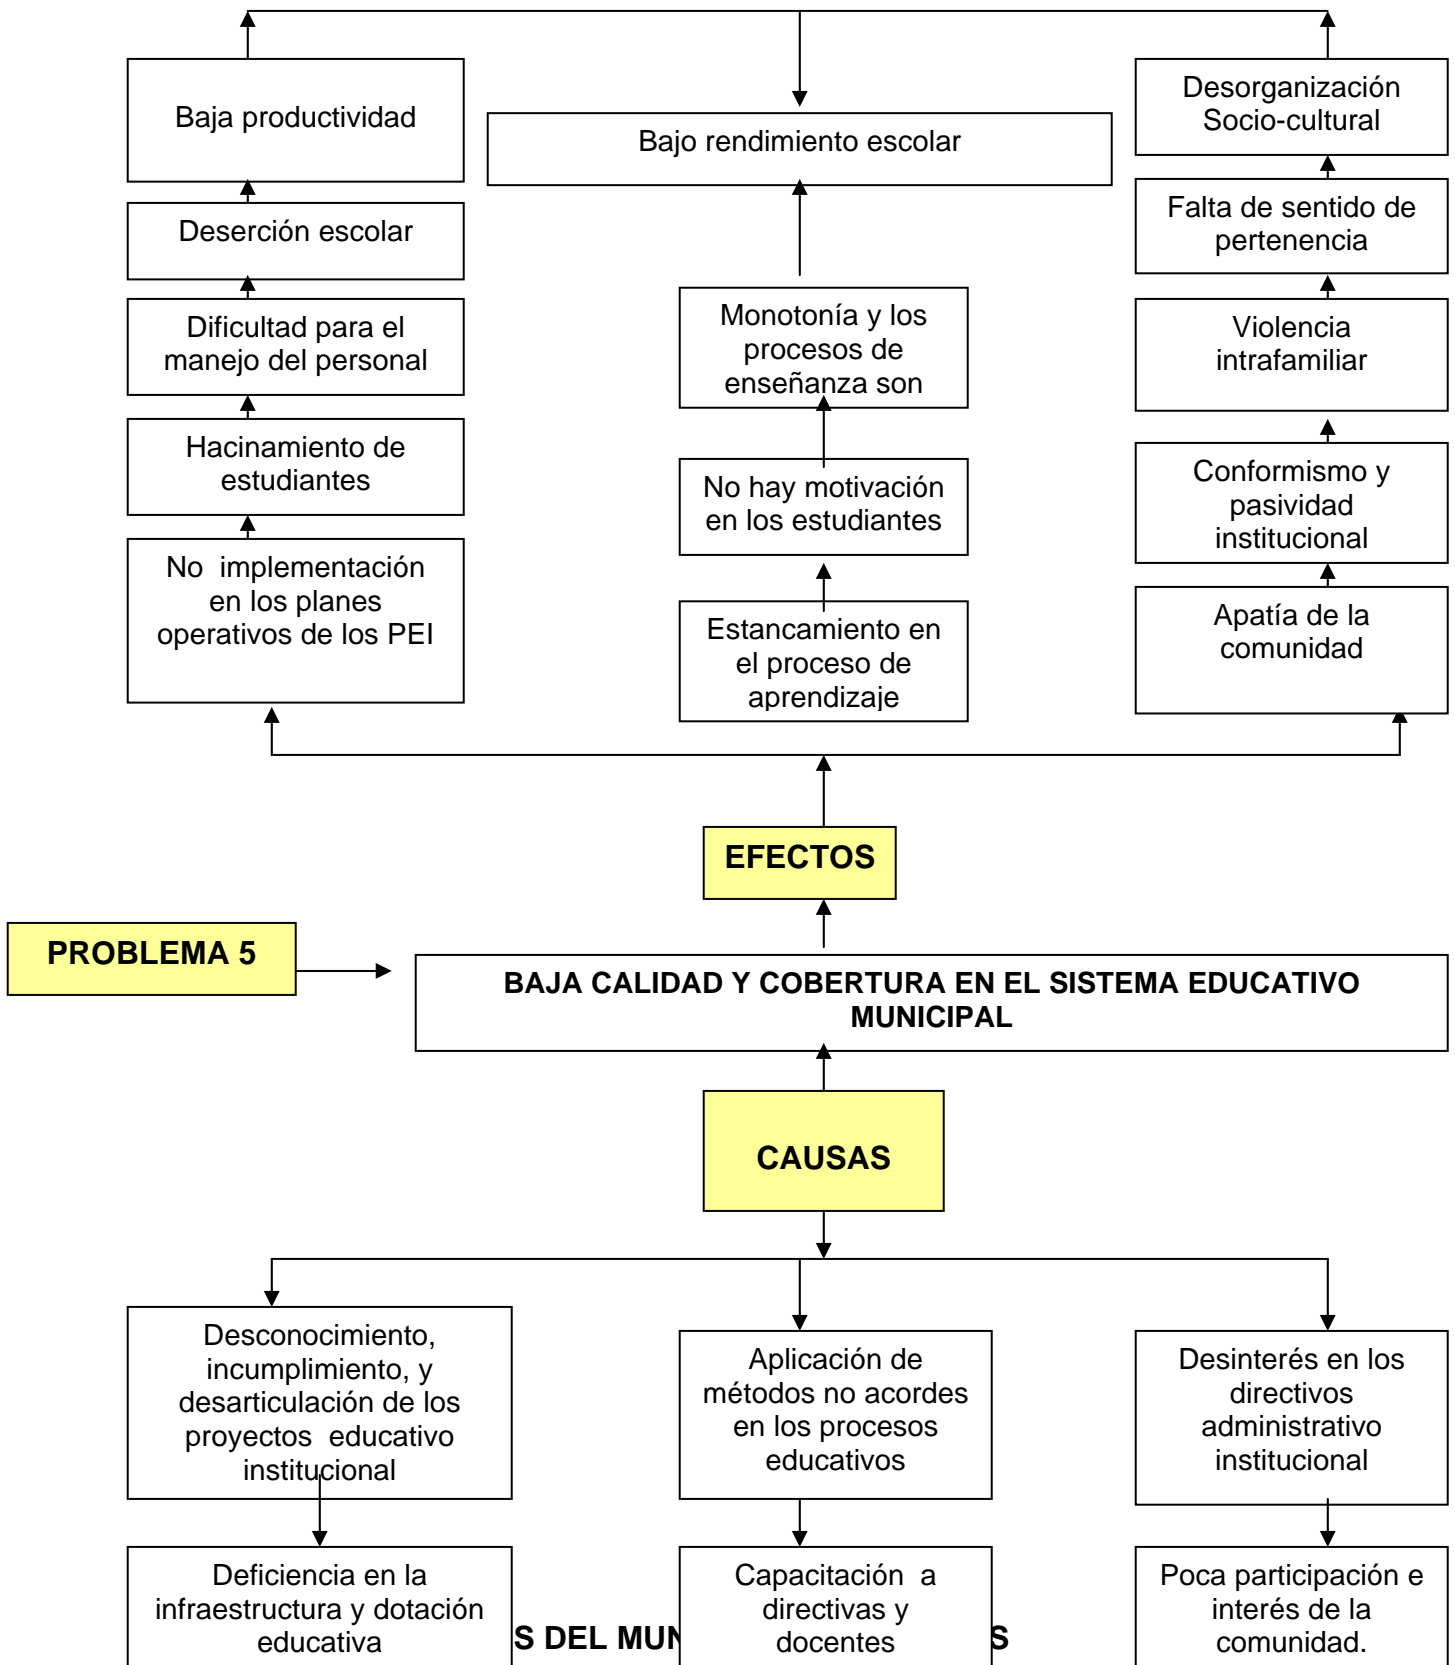 Baja productividad
Bajo rendimiento escolar
Desorganización
Socio-cultural
Deserción escolar
Falta de sentido de
pertenencia
Dificultad para el
manejo del personal
Monotonía y los
procesos de
enseñanza son
Violencia
intrafamiliar
Hacinamiento de
estudiantes
No hay motivación
en los estudiantes
Conformismo y
pasividad
institucional
No implementación
en los planes
operativos de los PEI
Estancamiento en
el proceso de
aprendizaje
Apatía de la
comunidad
EFECTOS
PROBLEMA 5
BAJA CALIDAD Y COBERTURA EN EL SISTEMA EDUCATIVO
MUNICIPAL
CAUSAS
Desconocimiento,
incumplimiento, y
desarticulación de los
proyectos educativo
institucional
Aplicación de
métodos no acordes
en los procesos
educativos
Desinterés en los
directivos
administrativo
institucional
Deficiencia en la
infraestructura y dotación
educativa
Capacitación a
directivas y
docentes
Poca participación e
interés de la
comunidad.
S DEL MUN
S